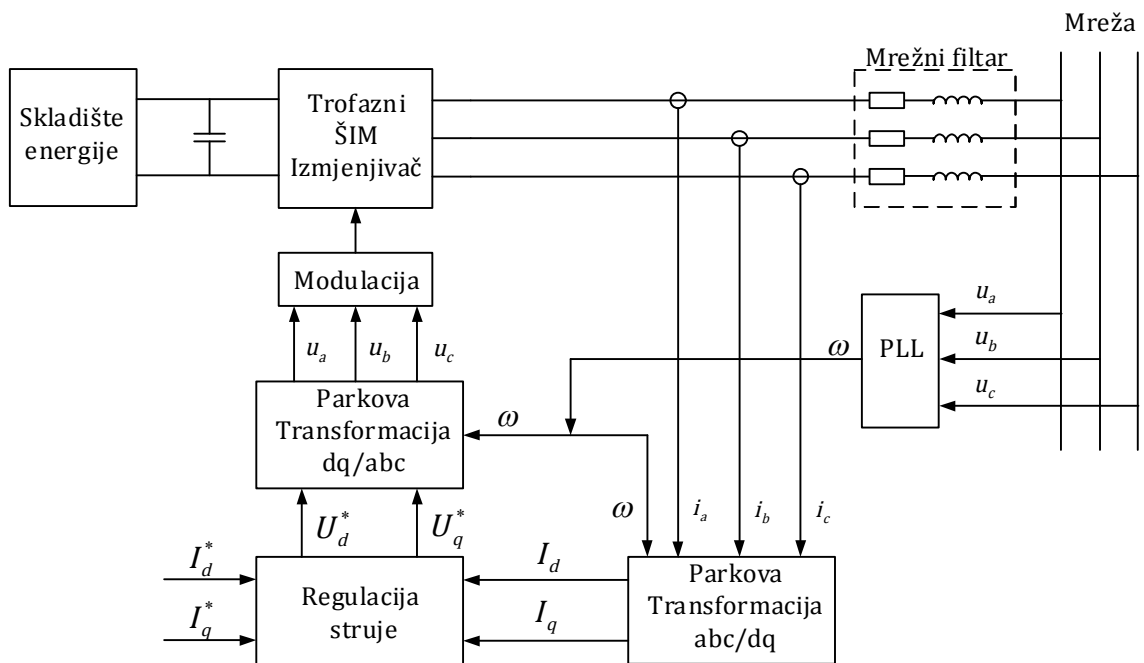 Mreža
Mrežni filtar
Skladište
energije
Trofazni
ŠIM
Izmjenjivač
Modulacija
u_a
u_b
u_c
PLL
ω
u_a
u_b
u_c
Parkova
Transformacija
dq/abc
ω
ω
i_a
i_b
i_c
U_d^*
U_q^*
I_d^*
I_q^*
Regulacija
struje
I_d
I_q
Parkova
Transformacija
abc/dq